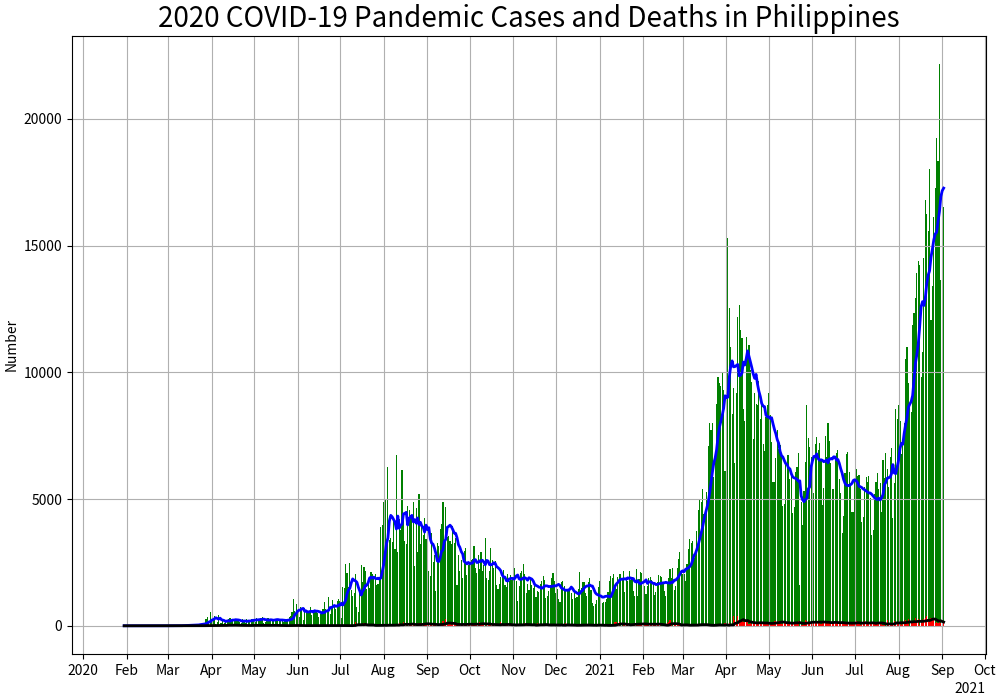 2020 COVID-19 Pandemic Cases and Deaths in Philippines
Number
20000
15000
10000
5000
0
2020 Feb Mar Apr May Jun Jul Aug Sep Oct Nov Dec 2021 Feb Mar Apr May Jun Jul Aug Sep Oct
2021